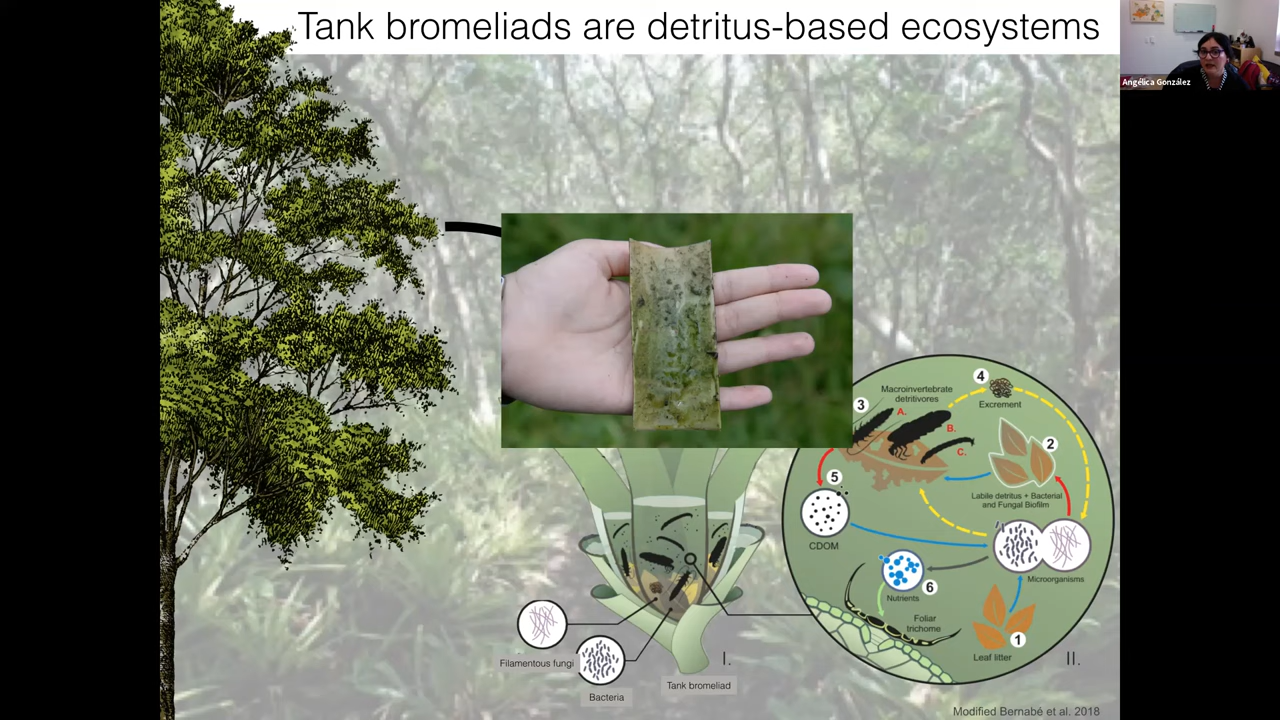 Tank bromeliads are detritus-based ecosystems
Angélica González
4
Macroinvertebrate
detritivores
Excrement
3
A.
B.
C.
2
5
Labile detritus + Bacterial
and Fungal Biofilm
CDOM
Microorganisms
6
Nutrients
Foliar
trichome
1
Leaf litter
II.
Filamentous fungi
I.
Bacteria
Tank bromeliad
Modified Bernabé et al. 2018